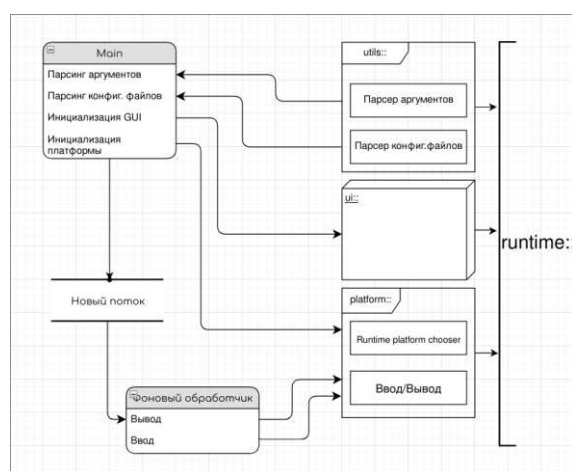 Main
Парсинг аргументов
Парсинг конфиг. файлов
Инициализация GUI
Инициализация
платформы
utils::
Парсер аргументов
Парсер конфиг.файлов
ui::
runtime::
Новый поток
platform::
Runtime platform chooser
Ввод/Вывод
Фоновый обработчик
Вывод
Ввод